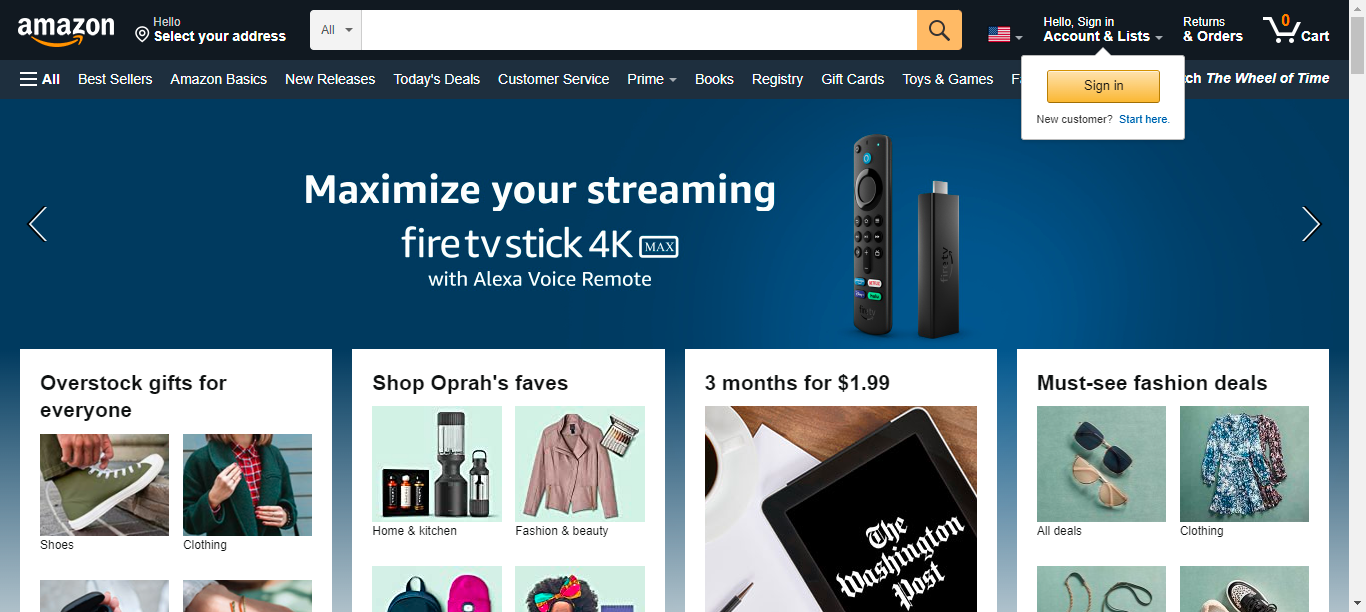 amazon
Hello
Select your address
All
Hello, Sign in
Account & Lists
Returns
& Orders
0
Cart
All
Best Sellers
Amazon Basics
New Releases
Today's Deals
Customer Service
Prime
Books
Registry
Gift Cards
Toys & Games
The Wheel of Time
Sign in
New customer? Start here.
Maximize your streaming
fire tv stick 4K MAX
with Alexa Voice Remote
fire tv
Overstock gifts for
everyone
Shoes
Clothing
Shop Oprah's faves
Home & kitchen
Fashion & beauty
3 months for $1.99
The
Washington
Post
Must-see fashion deals
All deals
Clothing